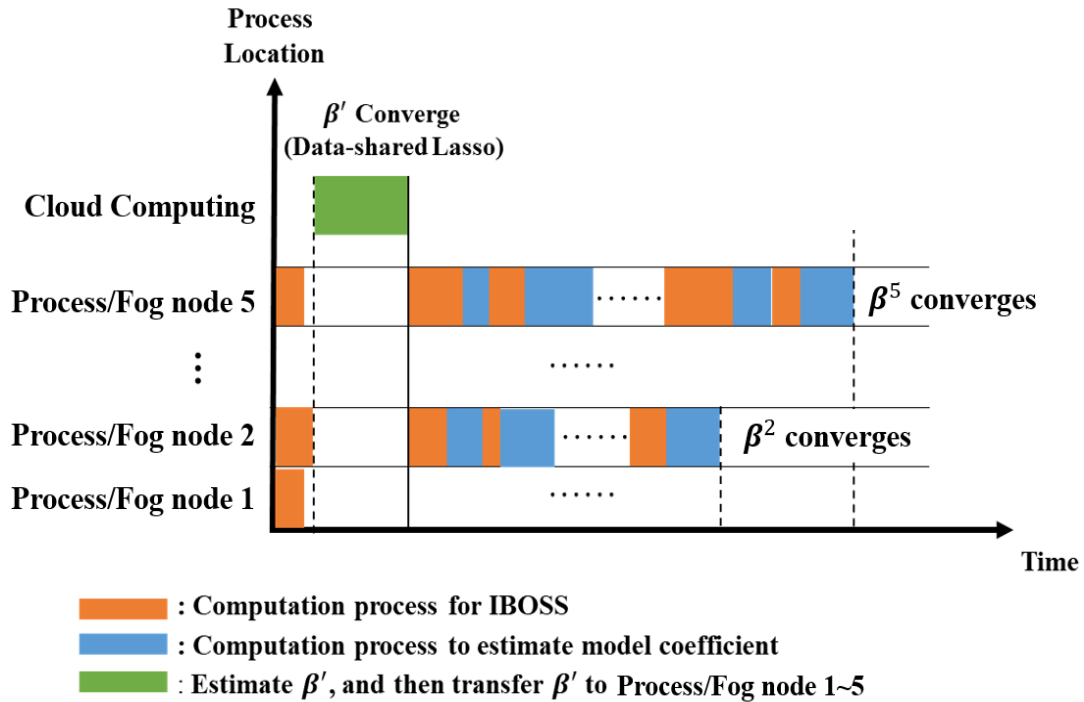 Process
Location
β′ Converge
(Data-shared Lasso)
Cloud Computing
Process/Fog node 5
......
β⁵ converges
⋮
......
Process/Fog node 2
......
β² converges
Process/Fog node 1
......
Time
: Computation process for IBOSS
: Computation process to estimate model coefficient
: Estimate β′, and then transfer β′ to Process/Fog node 1~5